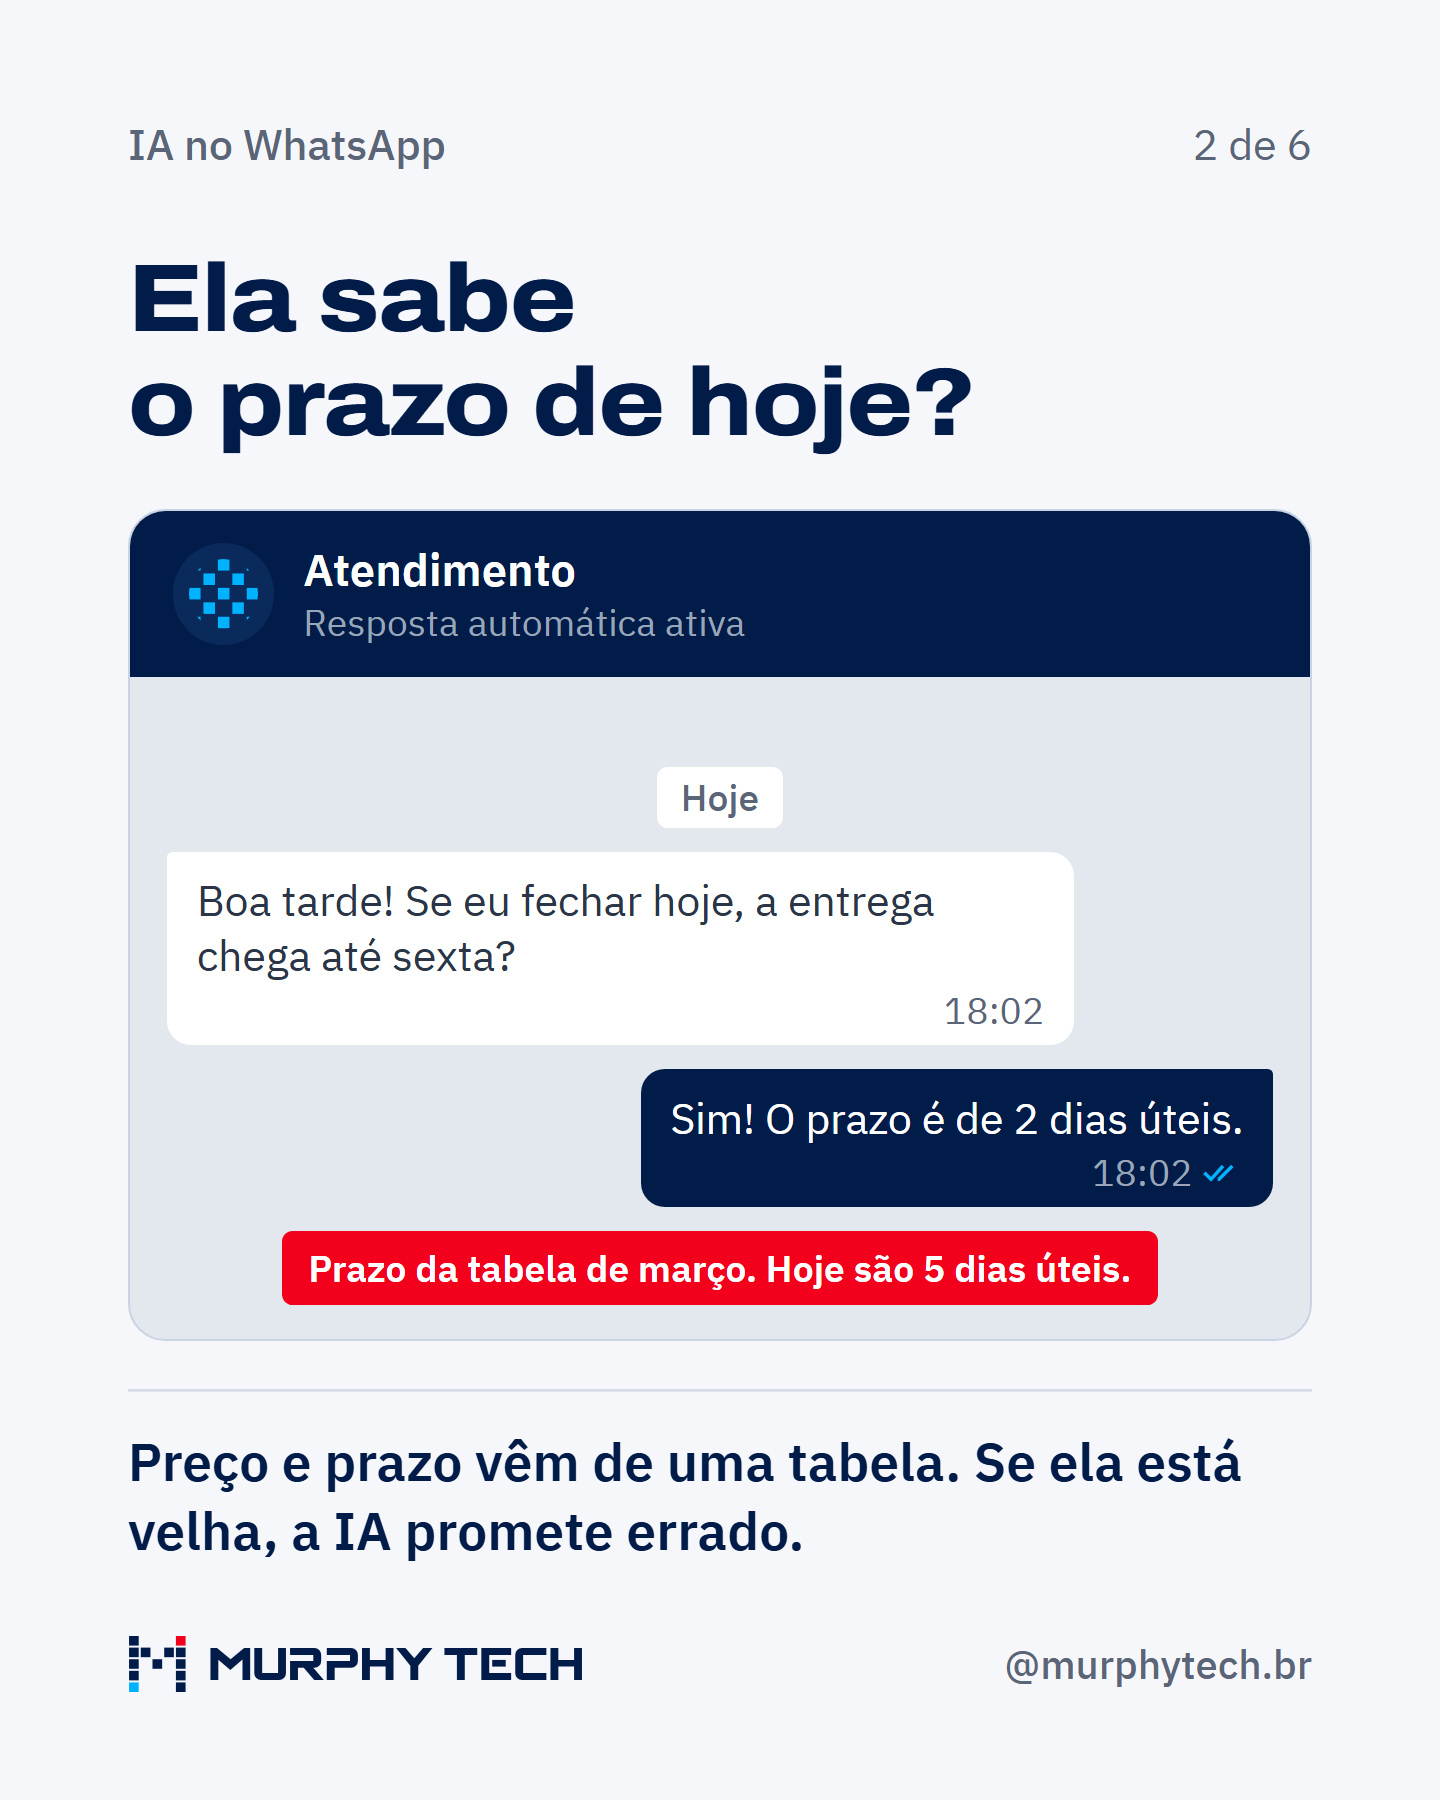 IA no WhatsApp
2 de 6
Ela sabe
o prazo de hoje?
Atendimento
Resposta automática ativa
Hoje
Boa tarde! Se eu fechar hoje, a entrega
chega até sexta?
18:02
Sim! O prazo é de 2 dias úteis.
18:02
Prazo da tabela de março. Hoje são 5 dias úteis.
Preço e prazo vêm de uma tabela. Se ela está
velha, a IA promete errado.
MURPHY TECH
@murphytech.br